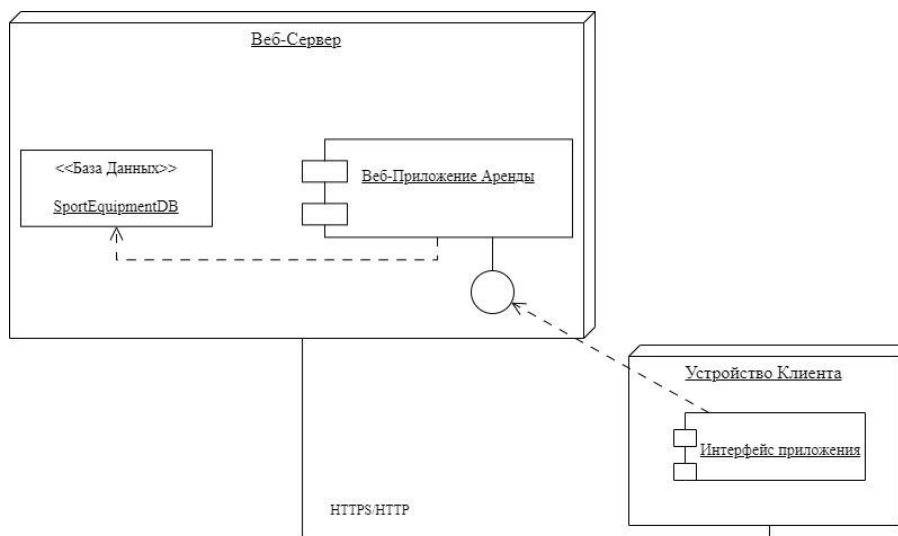 Веб-Сервер
<<База Данных>>
SportEquipmentDB
Веб-Приложение Аренды
Устройство Клиента
Интерфейс приложения
HTTPS/HTTP